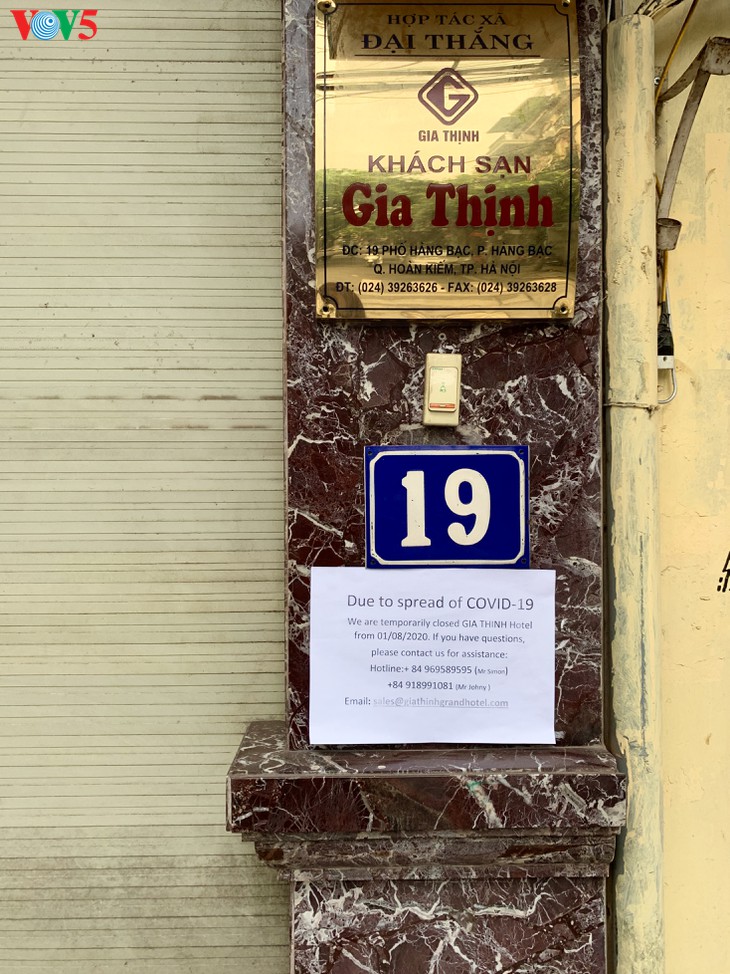 VOV5
HỢP TÁC XÃ
ĐẠI THẮNG
G
GIA THỊNH
KHÁCH SẠN
Gia Thịnh
ĐC: 19 PHỐ HÀNG BẠC. P. HÀNG BẠC
Q. HOÀN KIẾM, TP. HÀ NỘI
ĐT: (024) 39263626 - FAX: (024) 39263628
19
Due to spread of COVID-19
We are temporarily closed GIA THINH Hotel
from 01/08/2020. If you have questions,
please contact us for assistance:
Hotline:+ 84 969589595 (Mr Simon)
+84 918991081 (Mr Johny )
Email: sales@giathinhgrandhotel.com